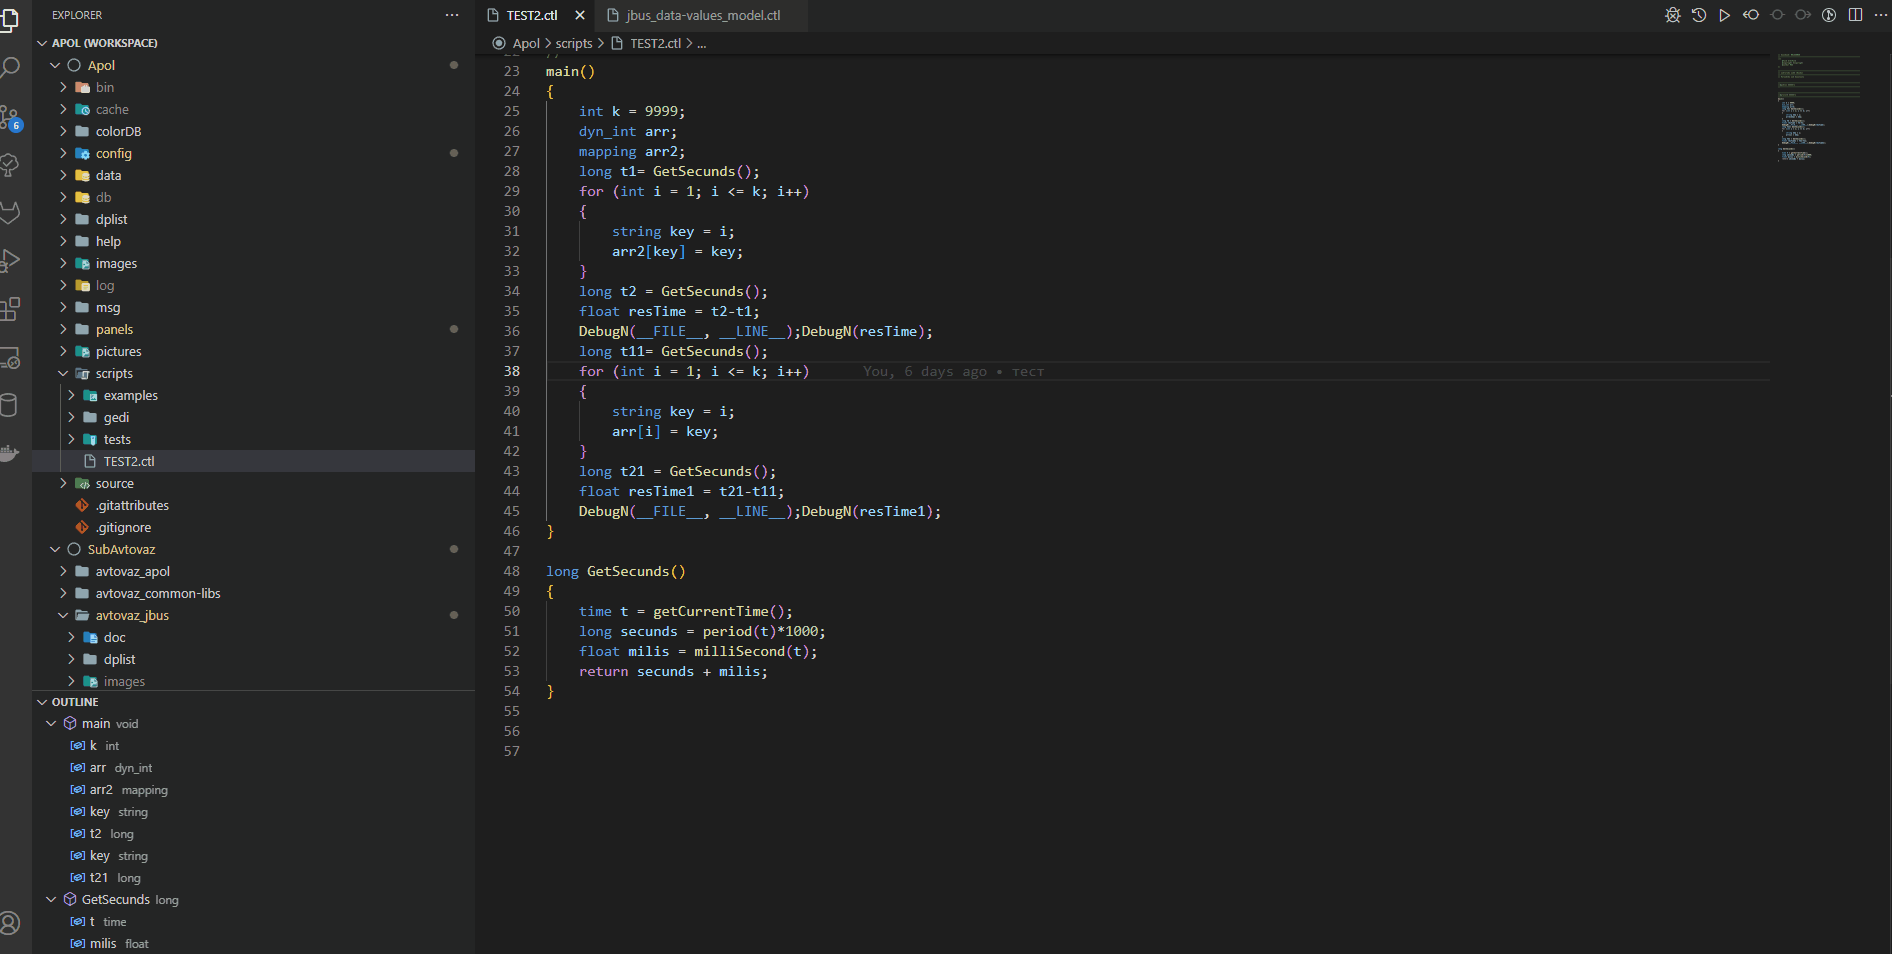 EXPLORER
APOL (WORKSPACE)
Apol
bin
cache
colorDB
config
data
db
dplist
help
images
log
msg
panels
pictures
scripts
examples
gedi
tests
TEST2.ctl
source
.gitattributes
.gitignore
SubAvtovaz
avtovaz_apol
avtovaz_common-libs
avtovaz_jbus
doc
dplist
images
6
OUTLINE
main void
k int
arr dyn_int
arr2 mapping
key string
t2 long
key string
t21 long
GetSecunds long
t time
milis float
TEST2.ctl
jbus_data-values_model.ctl
Apol > scripts > TEST2.ctl > ...
23 main()
24 {
25 int k = 9999;
26 dyn_int arr;
27 mapping arr2;
28 long t1= GetSecunds();
29 for (int i = 1; i <= k; i++)
30 {
31 string key = i;
32 arr2[key] = key;
33 }
34 long t2 = GetSecunds();
35 float resTime = t2-t1;
36 DebugN(__FILE__, __LINE__);DebugN(resTime);
37 long t11= GetSecunds();
38 for (int i = 1; i <= k; i++) You, 6 days ago • тест
39 {
40 string key = i;
41 arr[i] = key;
42 }
43 long t21 = GetSecunds();
44 float resTime1 = t21-t11;
45 DebugN(__FILE__, __LINE__);DebugN(resTime1);
46 }
47
48 long GetSecunds()
49 {
50 time t = getCurrentTime();
51 long secunds = period(t)*1000;
52 float milis = milliSecond(t);
53 return secunds + milis;
54 }
55
56
57